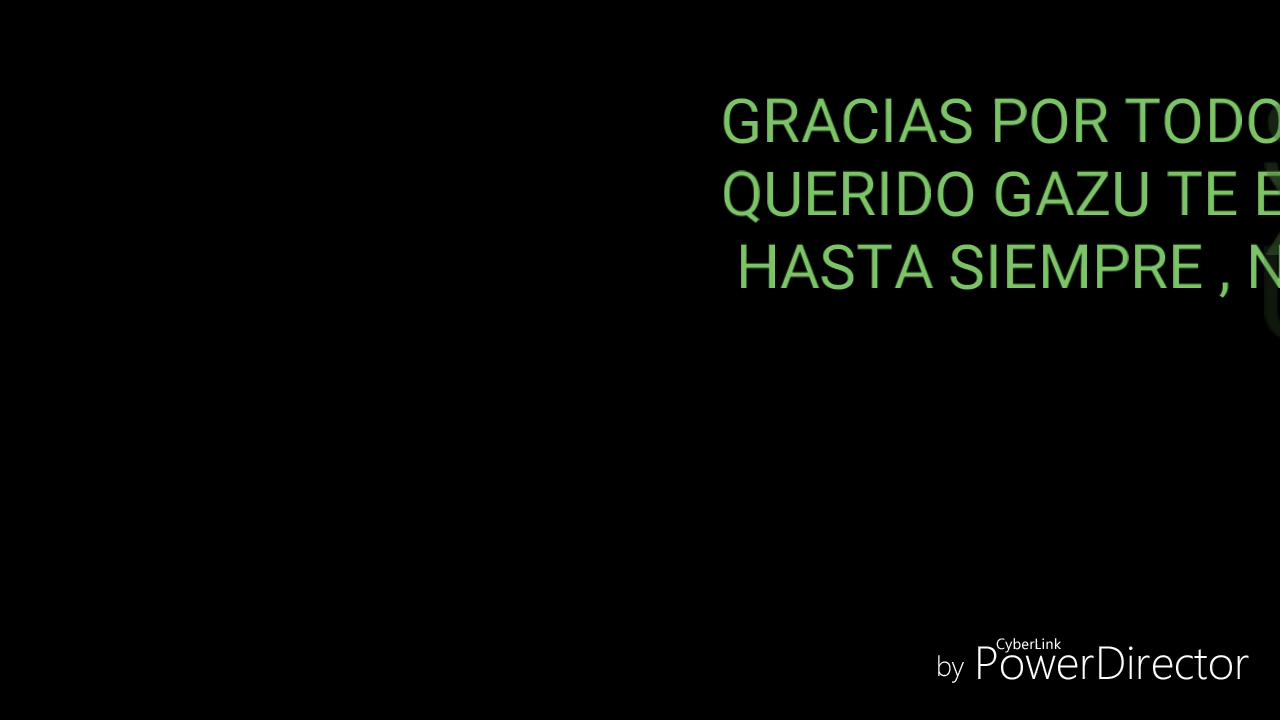 GRACIAS POR TODO
QUERIDO GAZU TE
HASTA SIEMPRE ,
by CyberLink PowerDirector